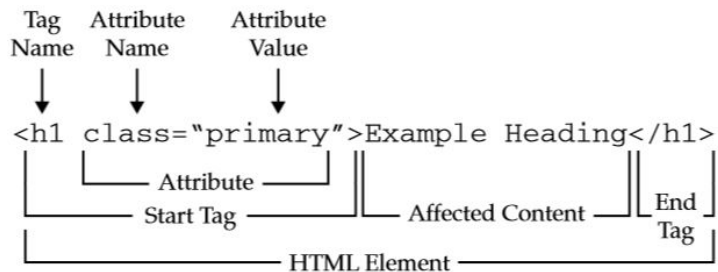 Tag Attribute Attribute
Name Name Value
<h1 class=“primary”>Example Heading</h1>
Attribute
Start Tag Affected Content End
Tag
HTML Element